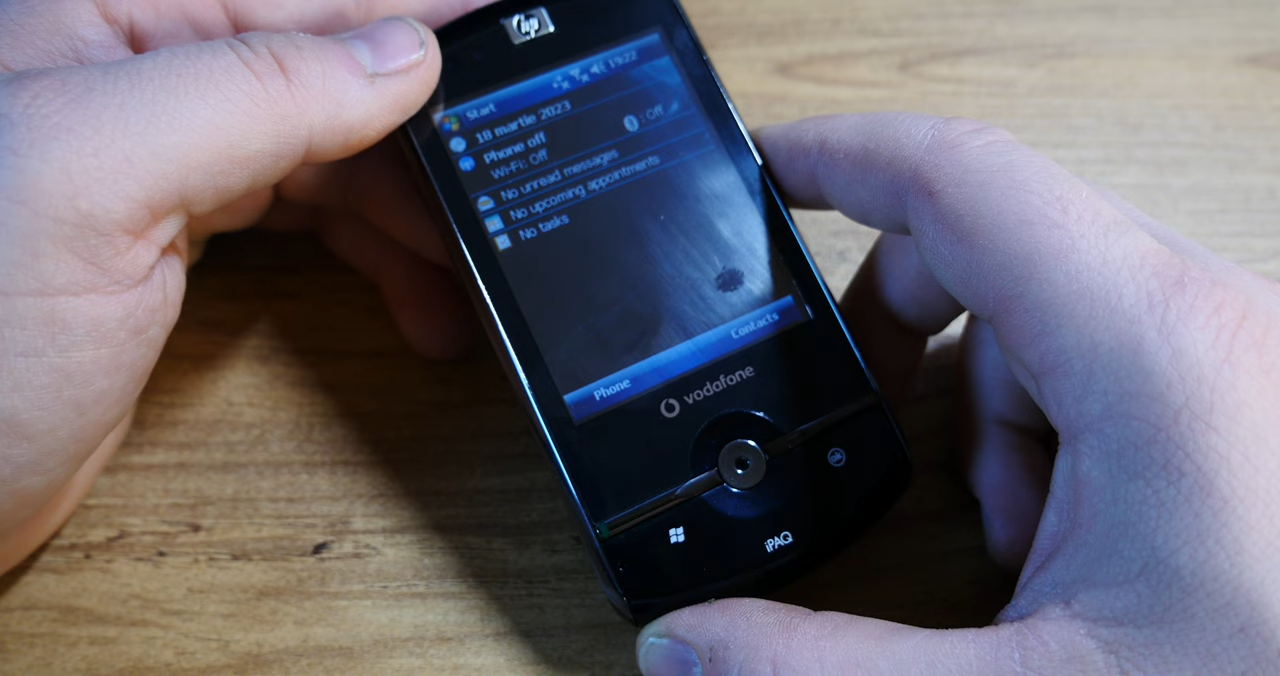 hp
19:22
Start
18 martie 2023
Phone off
: Off
Wi-Fi: Off
No unread messages
No upcoming appointments
No tasks
Phone
Contacts
vodafone
ok
iPAQ